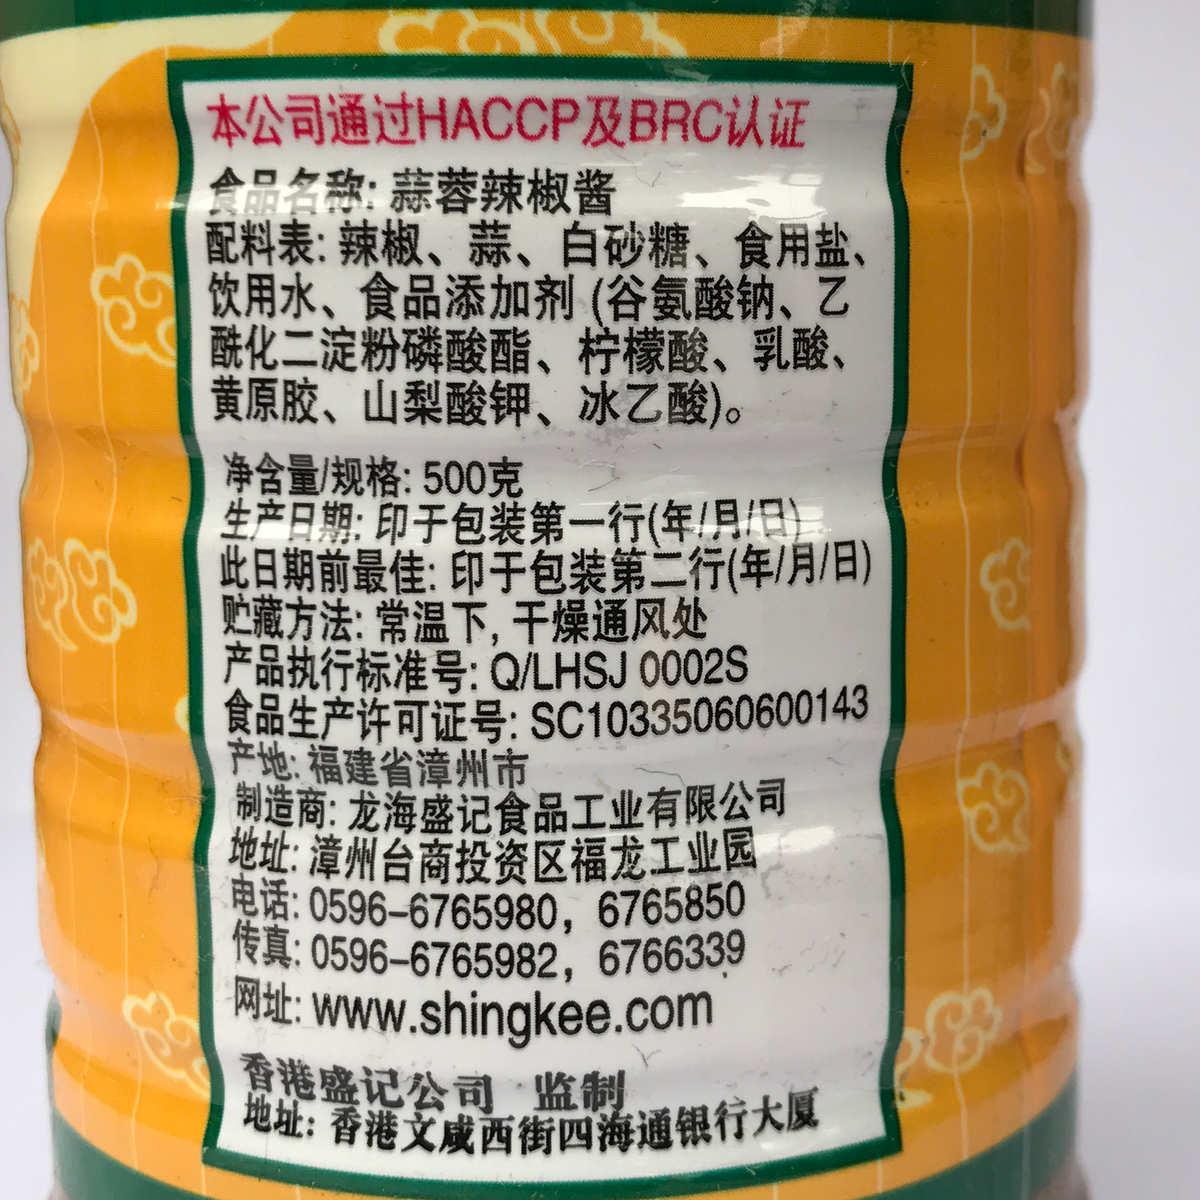 本公司通过HACCP及BRC认证
食品名称: 蒜蓉辣椒酱
配料表: 辣椒、蒜、白砂糖、食用盐、
饮用水、食品添加剂 (谷氨酸钠、乙
酰化二淀粉磷酸酯、柠檬酸、乳酸、
黄原胶、山梨酸钾、冰乙酸)。
净含量/规格: 500克
生产日期: 印于包装第一行(年/月/日)
此日期前最佳: 印于包装第二行(年/月/日)
贮藏方法: 常温下, 干燥通风处
产品执行标准号: Q/LHSJ 0002S
食品生产许可证号: SC10335060600143
产地: 福建省漳州市
制造商: 龙海盛记食品工业有限公司
地址: 漳州台商投资区福龙工业园
电话: 0596-6765980, 6765850
传真: 0596-6765982, 6766339
网址: www.shingkee.com
香港盛记公司 监制
地址: 香港文咸西街四海通银行大厦